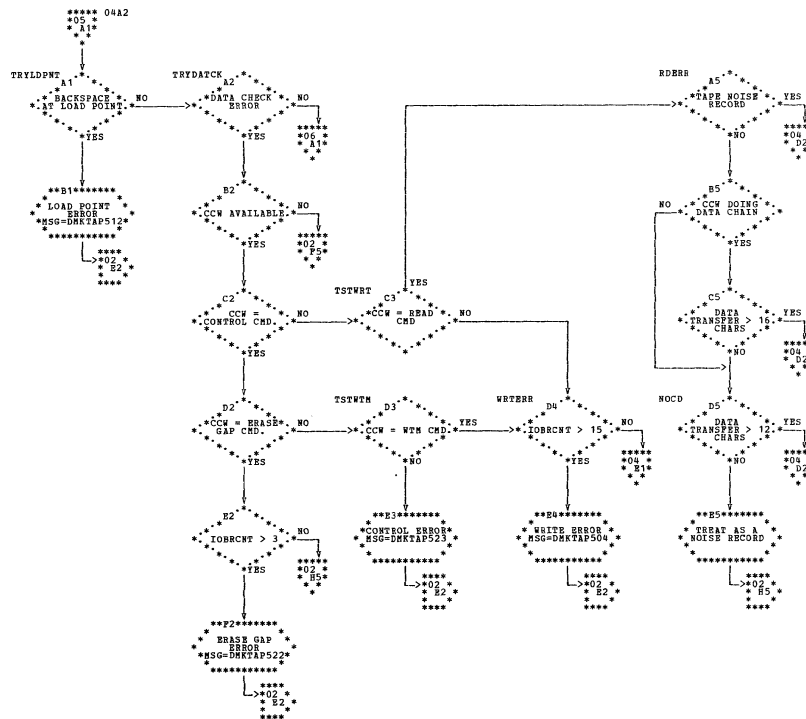 ***** 04A2
*05 *
* A1*
TRYLDPNT A1 BACKSPACE AT LOAD POINT NO YES
TRYDATCK A2 DATA CHECK ERROR NO YES
*06 *
* A1*
RDERR A5 TAPE NOISE RECORD YES NO
*04 *
* D2*
**B1*******
LOAD POINT
ERROR
*MSG=DMKTAP512*
*02 *
* E2 *
B2 CCW AVAILABLE NO YES
*02 *
* F5*
B5 CCW DOING DATA CHAIN NO YES
C2 CCW = CONTROL CMD. NO YES
TSTWRT C3 CCW = READ CMD YES NO
C5 DATA TRANSFER > 16 CHARS YES NO
*04 *
* D2*
D2 CCW = ERASE GAP CMD. NO YES
TSTWTM D3 CCW = WTM CMD. YES NO
WRTERR D4 IOBRCNT > 15 NO YES
*04 *
* E1*
NOCD D5 DATA TRANSFER > 12 CHARS YES NO
*04 *
* D2*
E2 IOBRCNT > 3 NO YES
*02 *
* H5*
**E3*******
*CONTROL ERROR*
MSG=DMKTAP523
*02 *
* E2 *
**E4*******
WRITE ERROR
MSG=DMKTAP504
*02 *
* E2 *
**E5*******
TREAT AS A
NOISE RECORD
*02 *
* H5 *
**F2*******
ERASE GAP
ERROR
*MSG=DMKTAP522*
*02 *
* E2 *